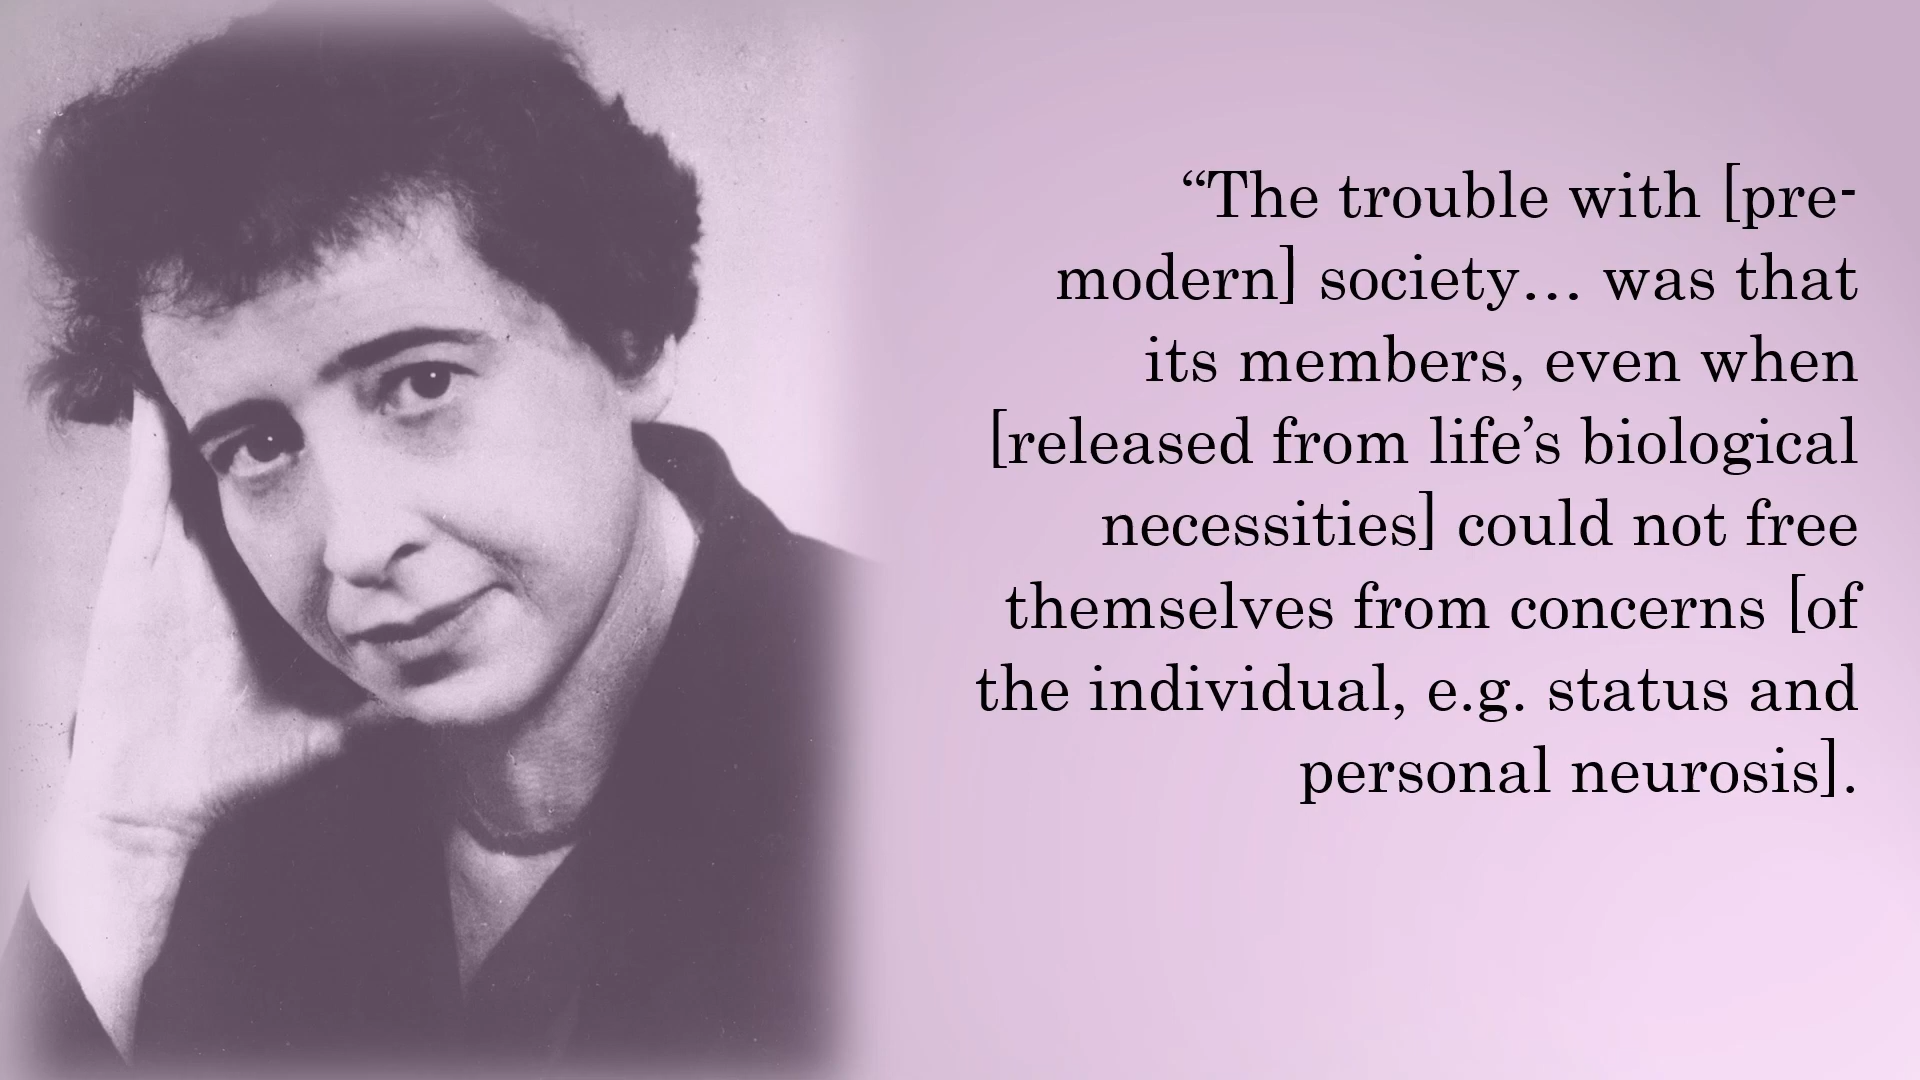 “The trouble with [pre-
modern] society… was that
its members, even when
[released from life’s biological
necessities] could not free
themselves from concerns [of
the individual, e.g. status and
personal neurosis].